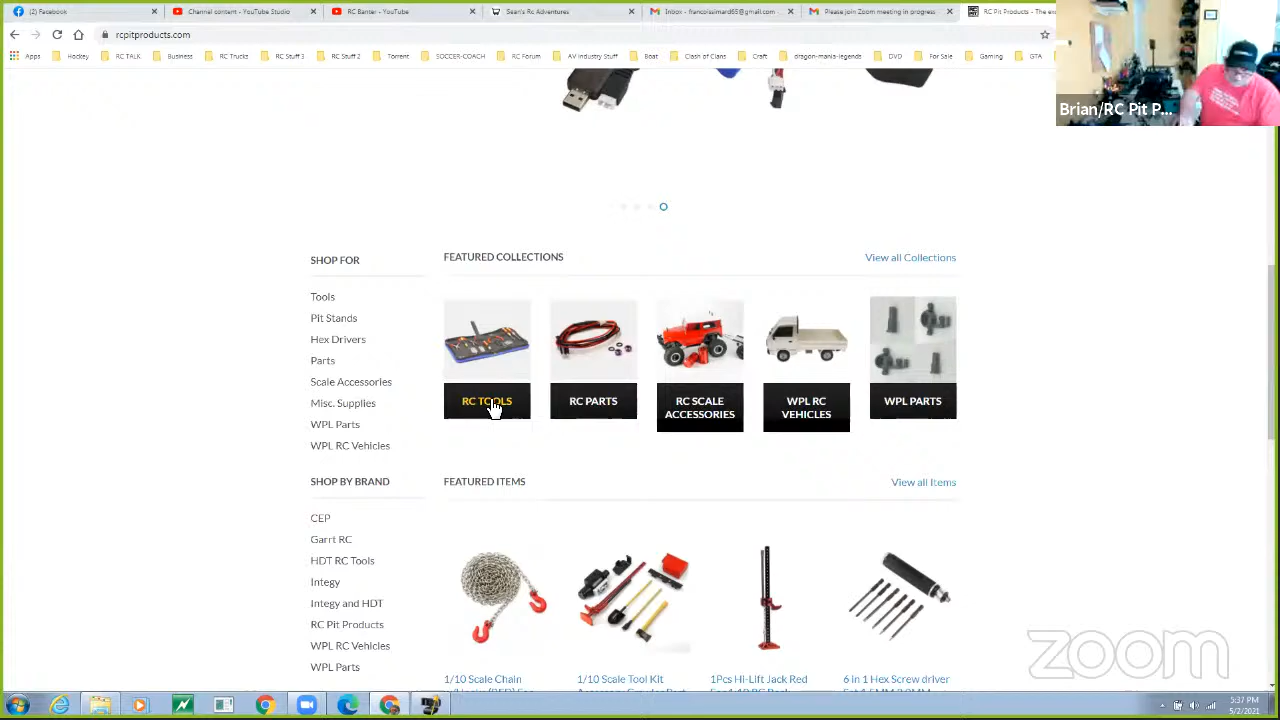 (2) Facebook
Channel content - YouTube Studio
RC Banter - YouTube
Sean's Rc Adventures
Inbox - francoissimard65@gmail.com
Please join Zoom meeting in progress
RC Pit Products - The e
rcpitproducts.com
Apps
Hockey
RC TALK
Business
RC Trucks
RC Stuff 3
RC Stuff 2
Torrent
SOCCER-COACH
RC Forum
AV Industry Stuff
Boat
Clash of Clans
Craft
dragon-mania-legends
DVD
For Sale
Gaming
GTA
Brian/RC Pit P...
SHOP FOR
Tools
Pit Stands
Hex Drivers
Parts
Scale Accessories
Misc. Supplies
WPL Parts
WPL RC Vehicles
SHOP BY BRAND
CEP
Garrt RC
HDT RC Tools
Integy
Integy and HDT
RC Pit Products
WPL RC Vehicles
WPL Parts
FEATURED COLLECTIONS
View all Collections
RC TOOLS
RC PARTS
RC SCALE
ACCESSORIES
WPL RC
VEHICLES
WPL PARTS
FEATURED ITEMS
View all Items
1/10 Scale Chain
1/10 Scale Tool Kit
1Pcs Hi-Lift Jack Red
6 in 1 Hex Screw driver
zoom
5:37 PM
5/2/2021